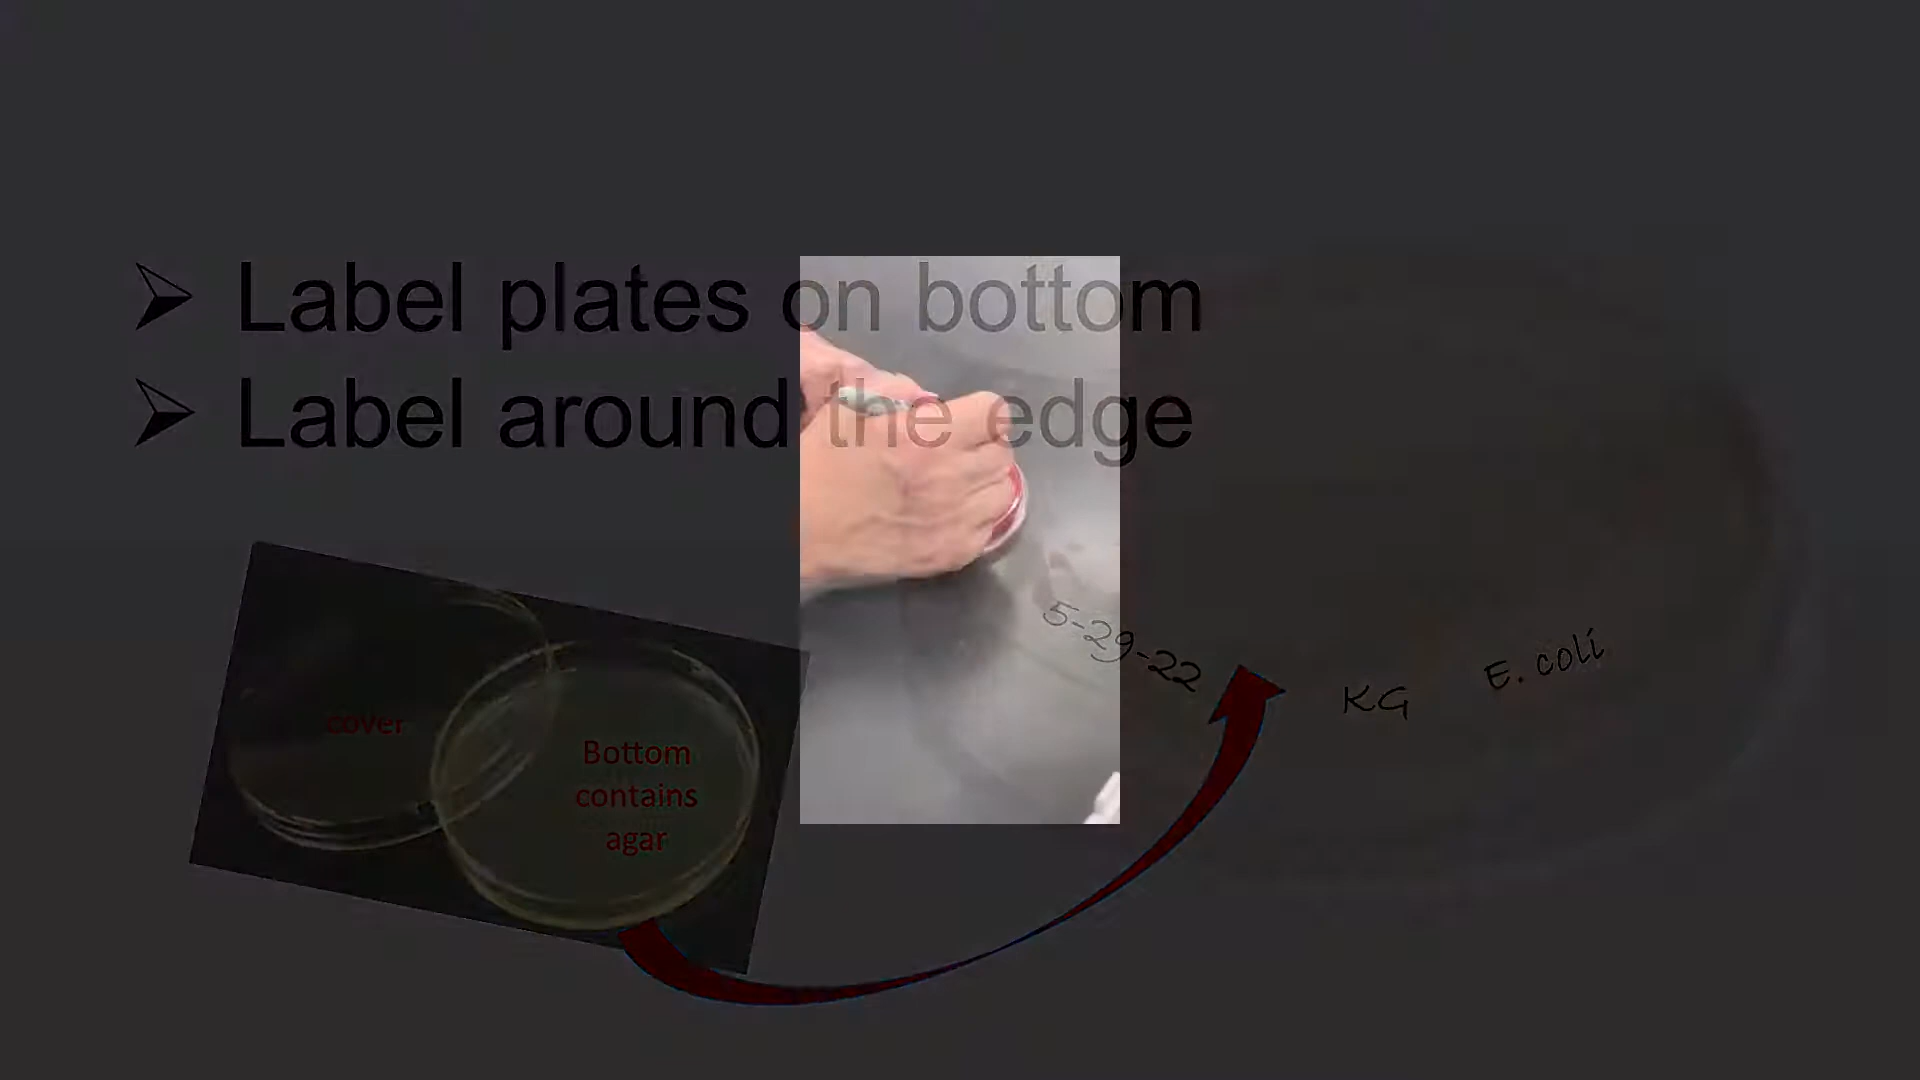 ➢ Label plates on bottom
➢ Label around the edge
cover
Bottom
contains
agar
5-29-22
KG
E. coli